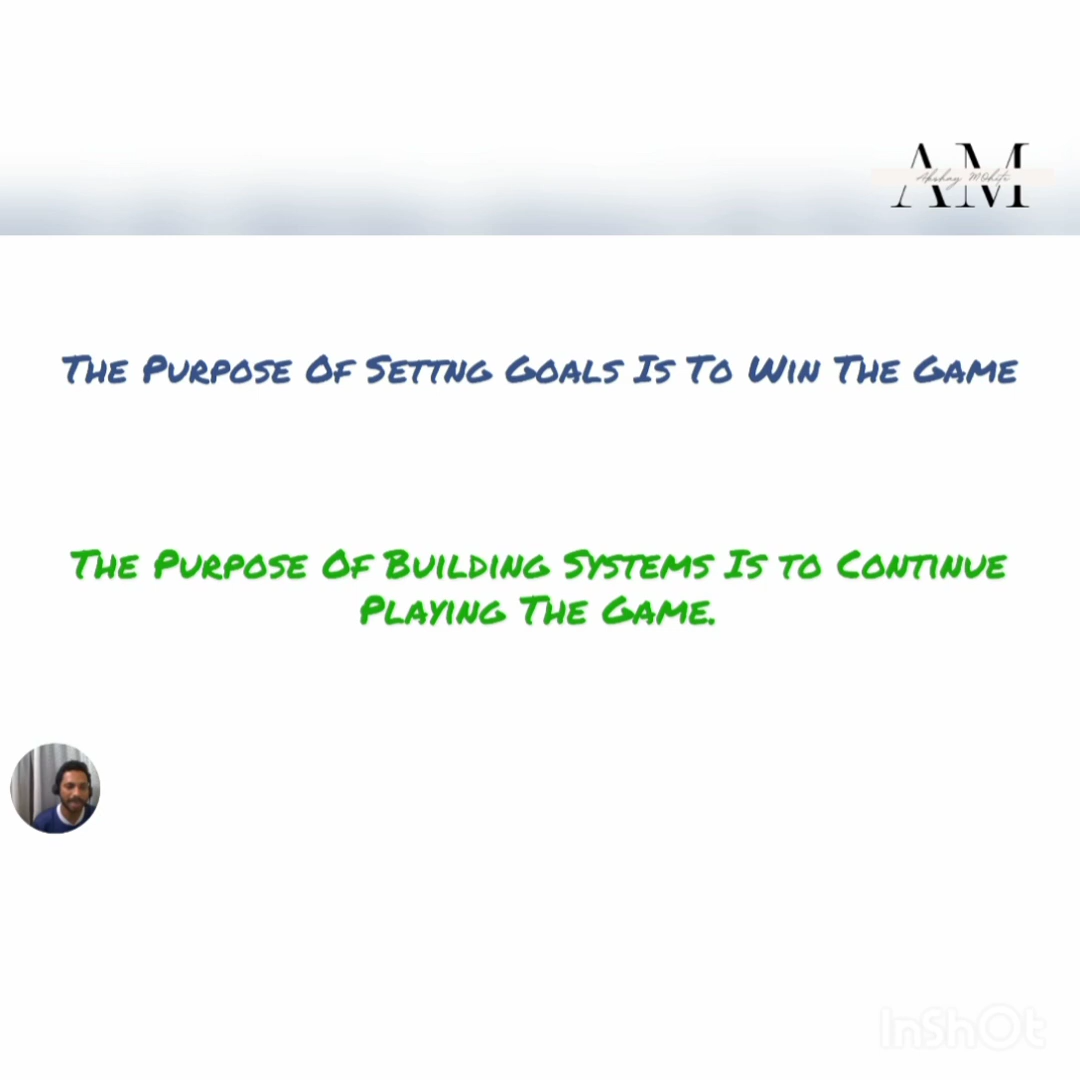 AM
Akshay Mohite
The Purpose Of Settng Goals Is To Win The Game
The Purpose Of Building Systems Is to Continue
Playing The Game.
InShOt